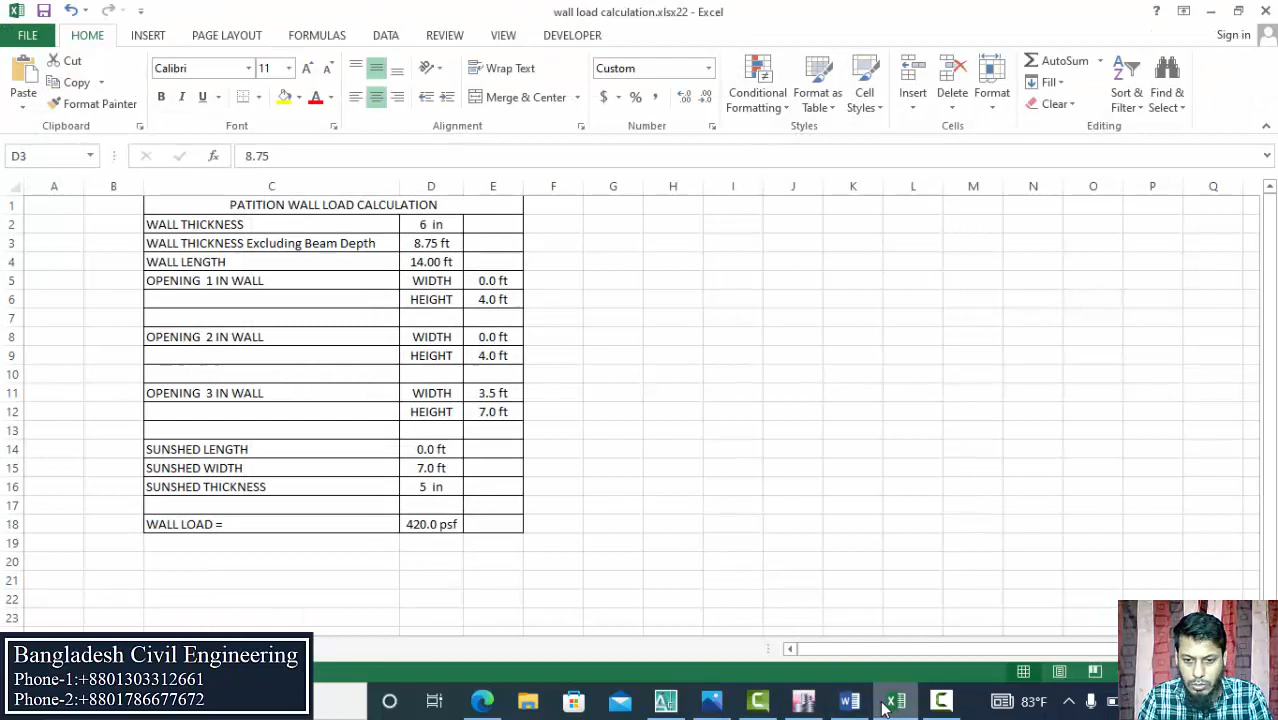 wall load calculation.xlsx22 - Excel
? 
FILE HOME INSERT PAGE LAYOUT FORMULAS DATA REVIEW VIEW DEVELOPER Sign in
Paste Cut Copy Format Painter
Clipboard
Calibri 11
B I U A
Font
Wrap Text
Merge & Center
Alignment
Custom
$ % ,
Number
Conditional Formatting
Format as Table
Cell Styles
Styles
Insert Delete Format
Cells
AutoSum
Fill
Clear
Sort & Filter
Find & Select
Editing
D3 fx 8.75
A B C D E F G H I J K L M N O P Q
1 PATITION WALL LOAD CALCULATION
2 WALL THICKNESS 6 in
3 WALL THICKNESS Excluding Beam Depth 8.75 ft
4 WALL LENGTH 14.00 ft
5 OPENING 1 IN WALL WIDTH 0.0 ft
6 HEIGHT 4.0 ft
7
8 OPENING 2 IN WALL WIDTH 0.0 ft
9 HEIGHT 4.0 ft
10
11 OPENING 3 IN WALL WIDTH 3.5 ft
12 HEIGHT 7.0 ft
13
14 SUNSHED LENGTH 0.0 ft
15 SUNSHED WIDTH 7.0 ft
16 SUNSHED THICKNESS 5 in
17
18 WALL LOAD = 420.0 psf
19
20
21
22
23
Bangladesh Civil Engineering
Phone-1:+8801303312661
Phone-2:+8801786677672
83°F